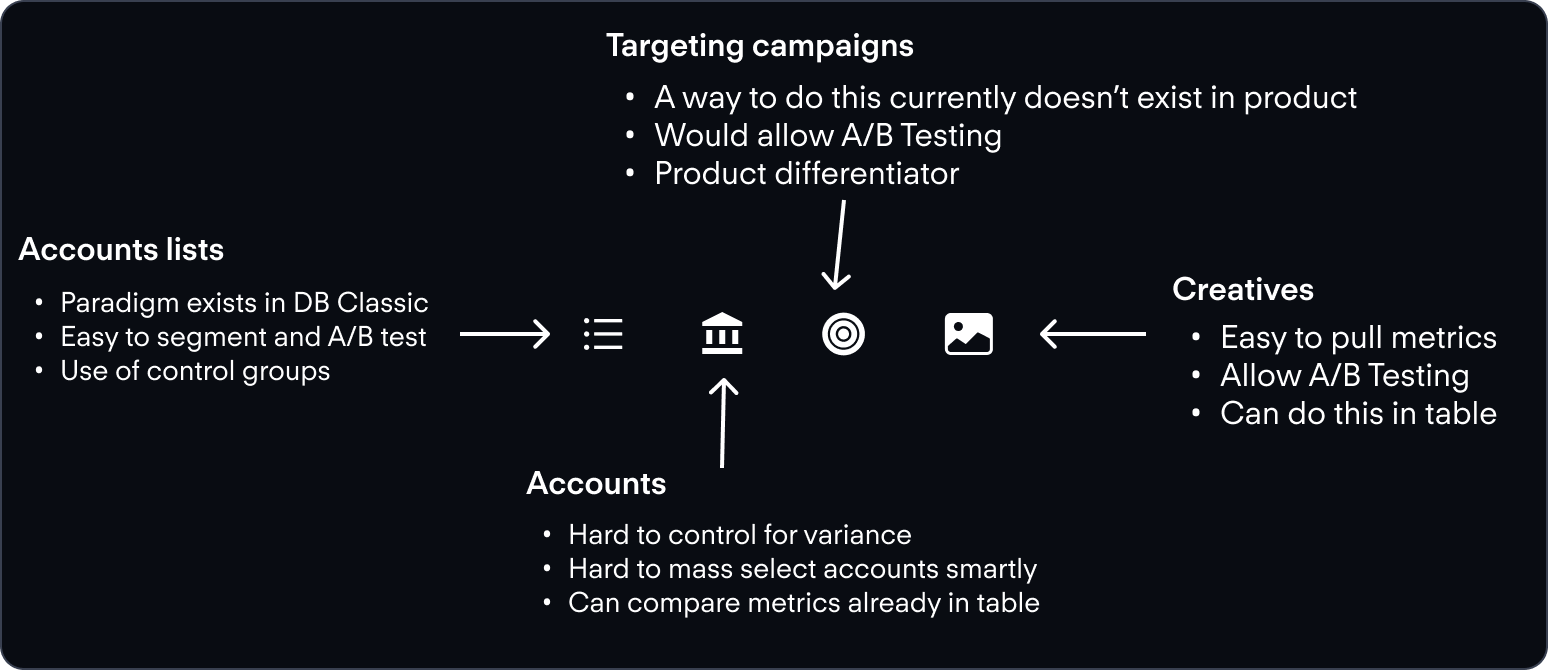 Targeting campaigns
• A way to do this currently doesn’t exist in product
• Would allow A/B Testing
• Product differentiator
Accounts lists
• Paradigm exists in DB Classic
• Easy to segment and A/B test
• Use of control groups
Creatives
• Easy to pull metrics
• Allow A/B Testing
• Can do this in table
Accounts
• Hard to control for variance
• Hard to mass select accounts smartly
• Can compare metrics already in table